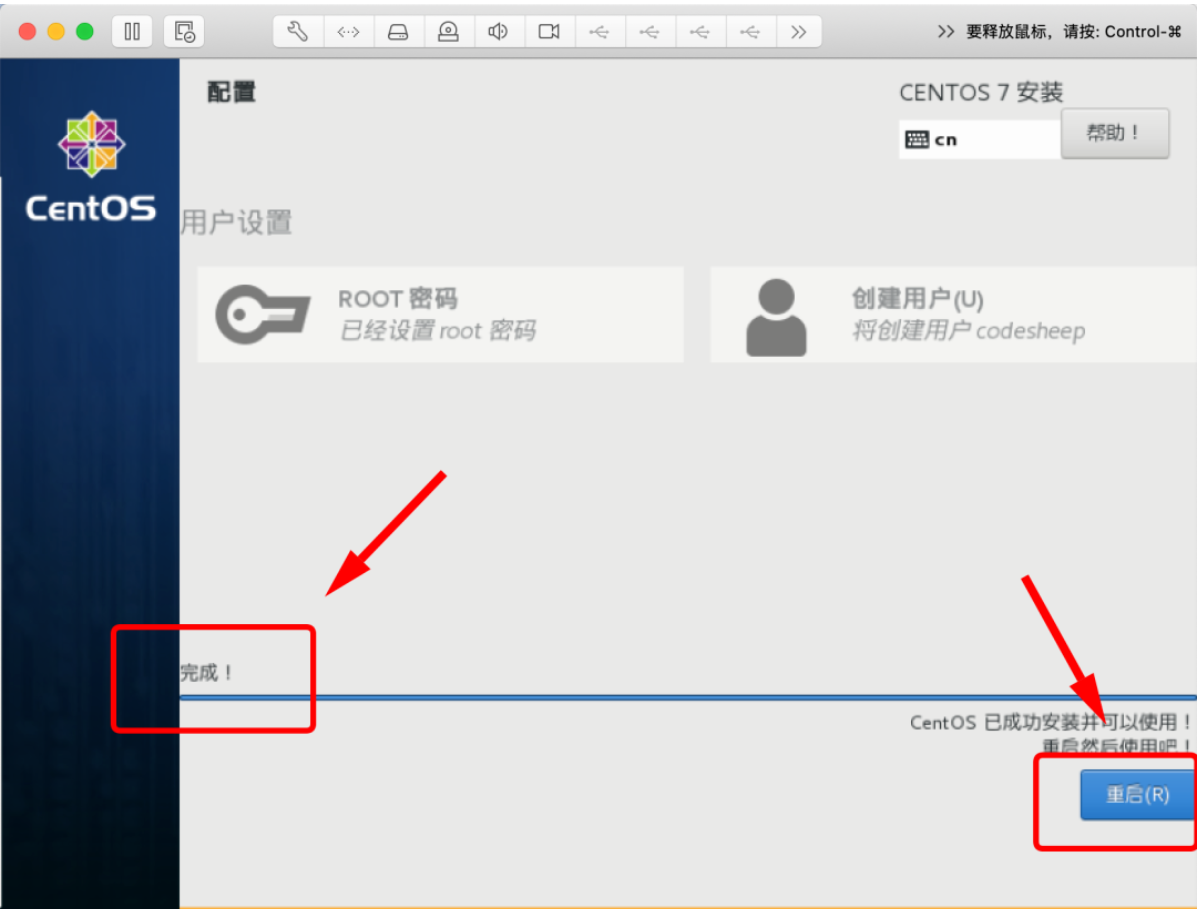 >> 要释放鼠标，请按: Control-⌘
配置
CENTOS 7 安装
cn
帮助！
CentOS
用户设置
ROOT 密码
已经设置 root 密码
创建用户(U)
将创建用户 codesheep
完成！
CentOS 已成功安装并可以使用！
重启然后使用吧！
重启(R)